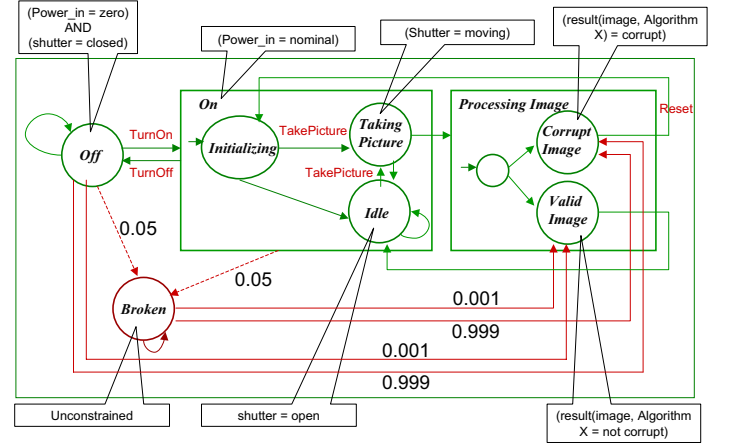 (Power_in = zero)
AND
(shutter = closed)
(Power_in = nominal)
(Shutter = moving)
(result(image, Algorithm
X) = corrupt)
On
Processing Image
Reset
TurnOn
TakePicture
Taking
Picture
Corrupt
Image
Off
Initializing
TurnOff
TakePicture
Valid
Image
Idle
0.05
0.05
Broken
0.001
0.999
0.001
0.999
Unconstrained
shutter = open
(result(image, Algorithm
X = not corrupt)